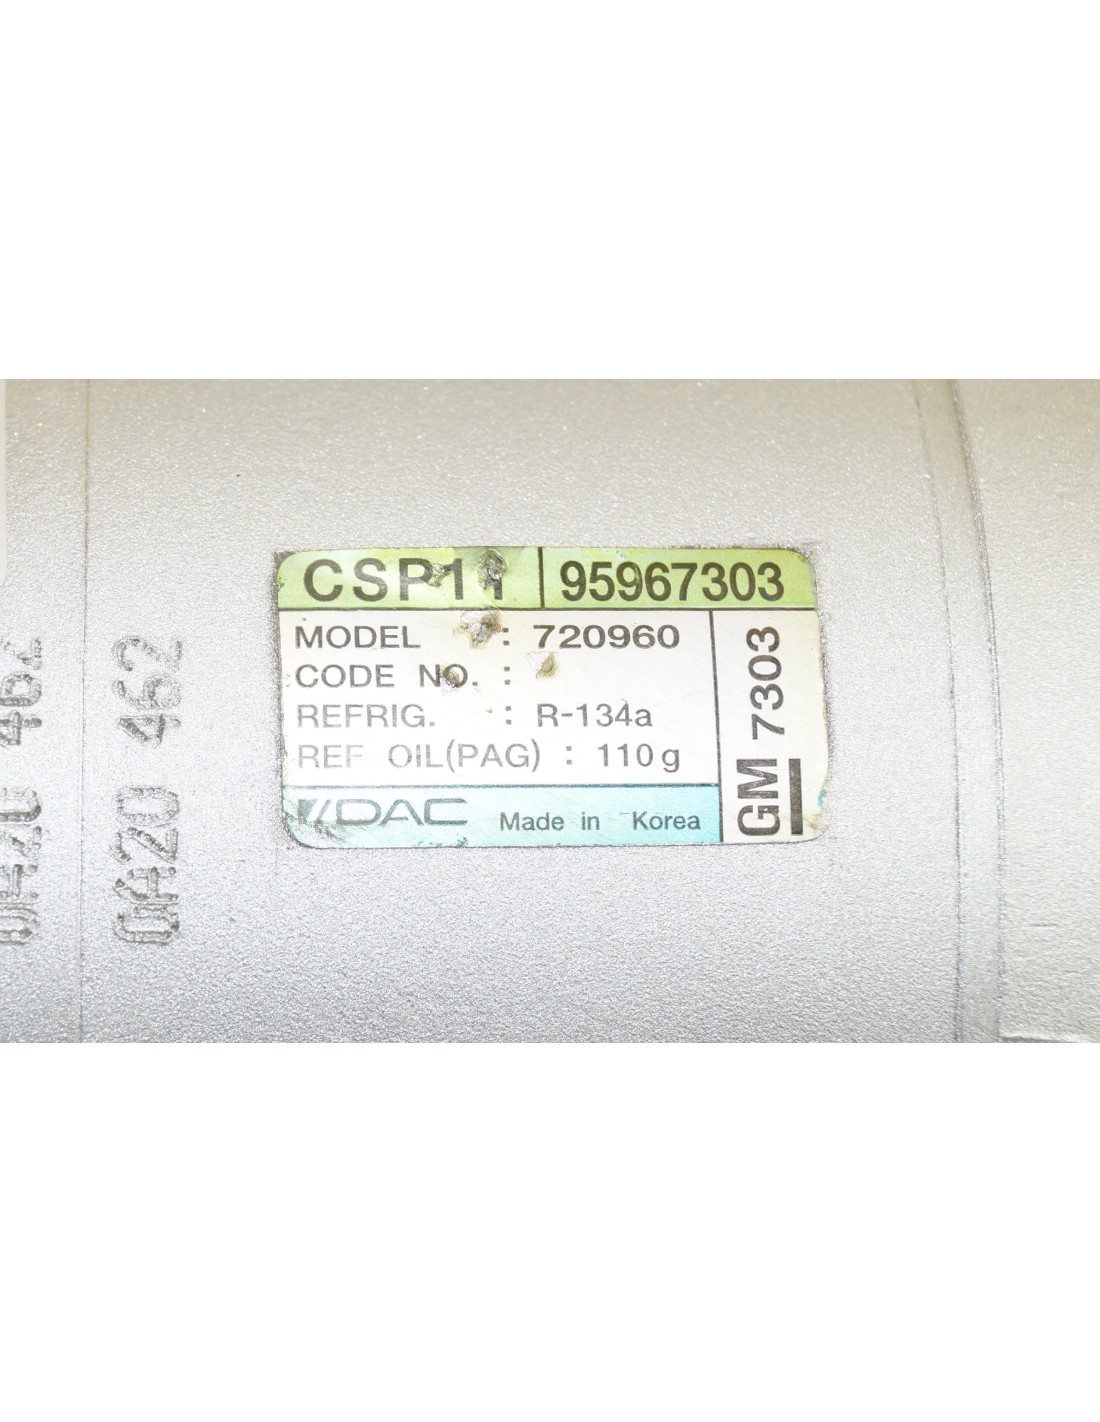 CSP11 95967303
MODEL : 720960
CODE NO. :
REFRIG. : R-134a
REF OIL(PAG) : 110g
DAC Made in Korea
GM 7303
0A20 462